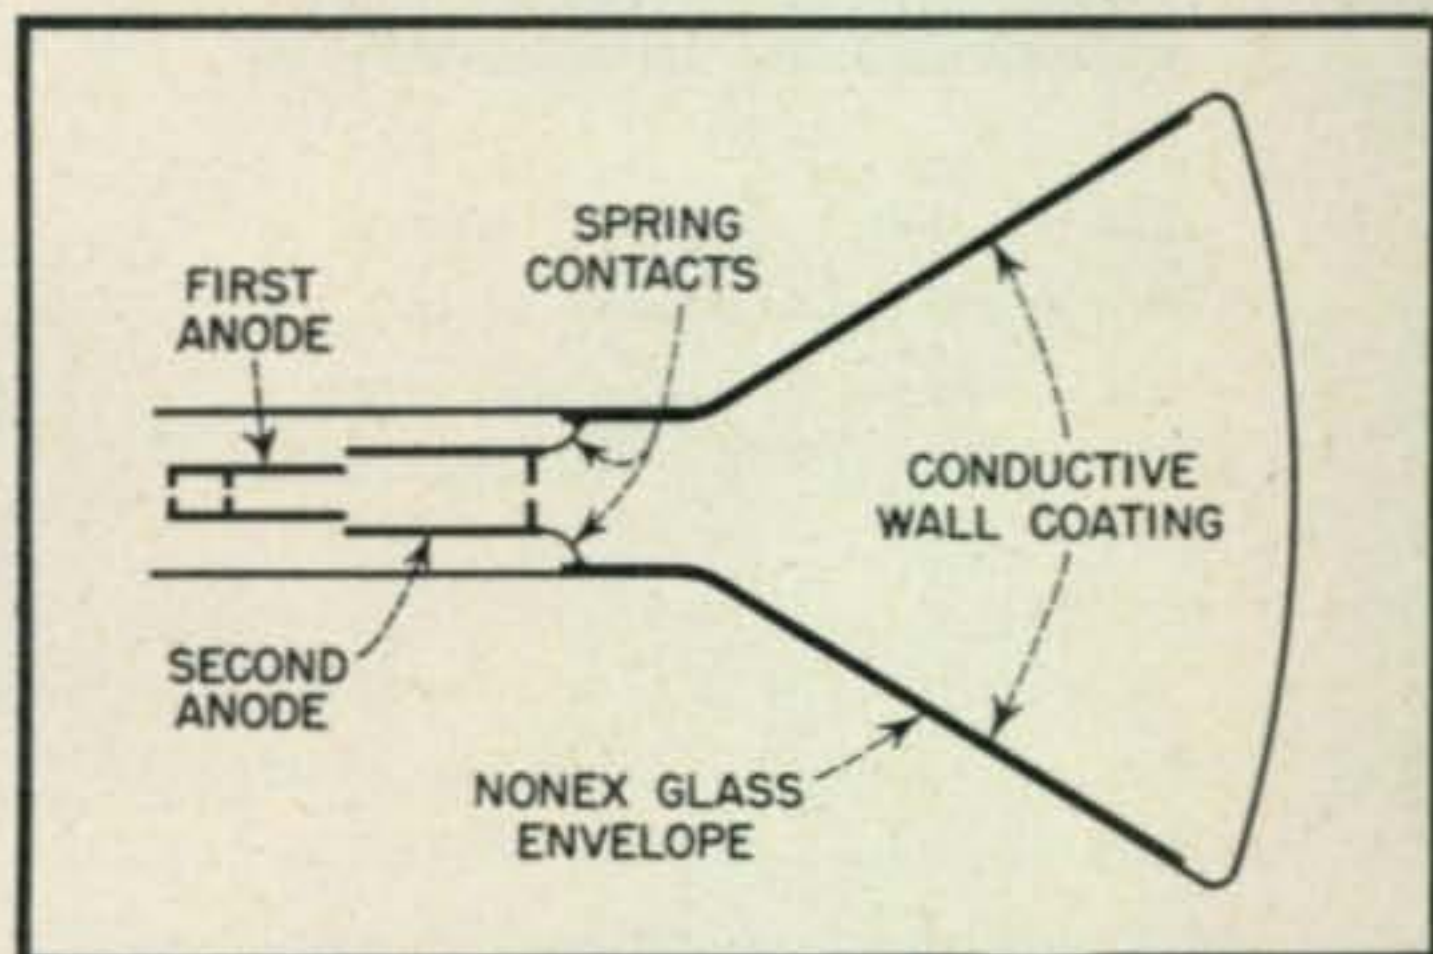 SPRING
CONTACTS
FIRST
ANODE
CONDUCTIVE
WALL COATING
SECOND
ANODE
NONEX GLASS
ENVELOPE